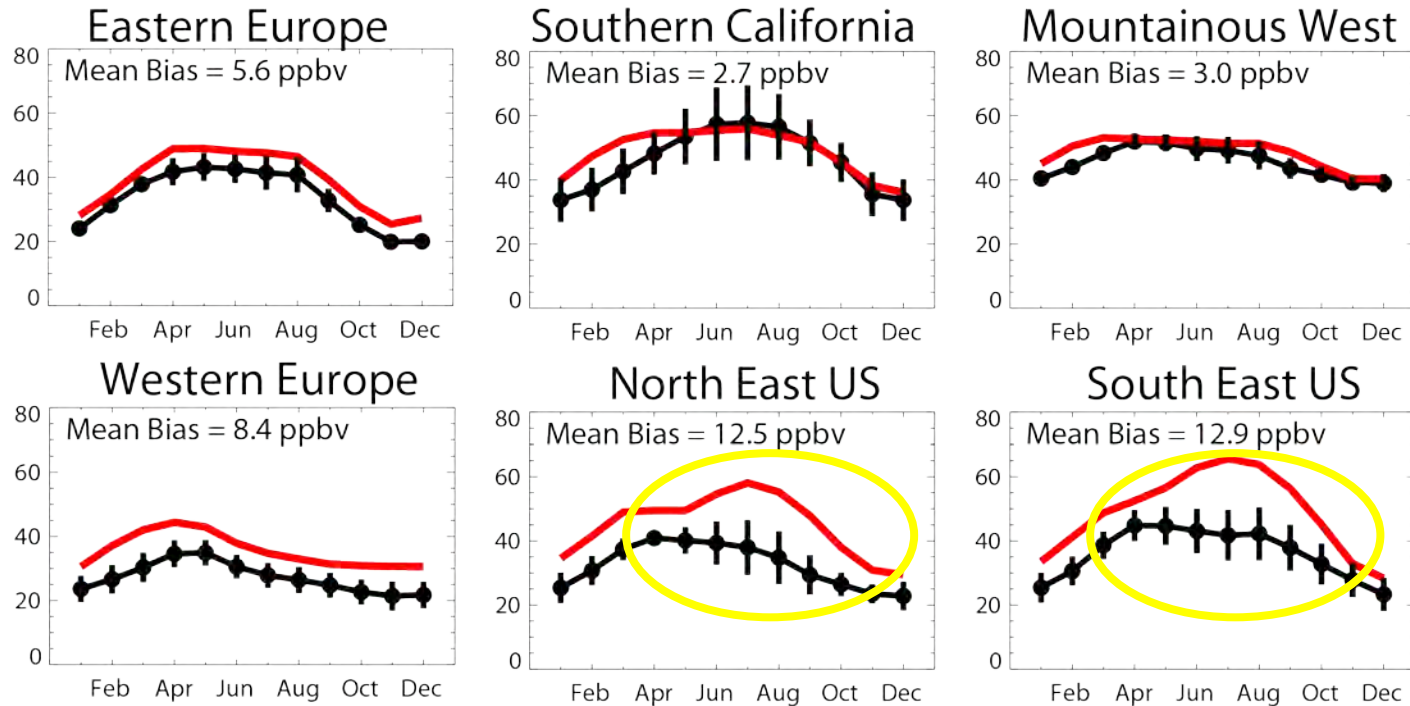 Eastern Europe
Mean Bias = 5.6 ppbv
80
60
40
20
0
Feb Apr Jun Aug Oct Dec
Southern California
Mean Bias = 2.7 ppbv
80
60
40
20
0
Feb Apr Jun Aug Oct Dec
Mountainous West
Mean Bias = 3.0 ppbv
80
60
40
20
0
Feb Apr Jun Aug Oct Dec
Western Europe
Mean Bias = 8.4 ppbv
80
60
40
20
0
Feb Apr Jun Aug Oct Dec
North East US
Mean Bias = 12.5 ppbv
80
60
40
20
0
Feb Apr Jun Aug Oct Dec
South East US
Mean Bias = 12.9 ppbv
80
60
40
20
0
Feb Apr Jun Aug Oct Dec